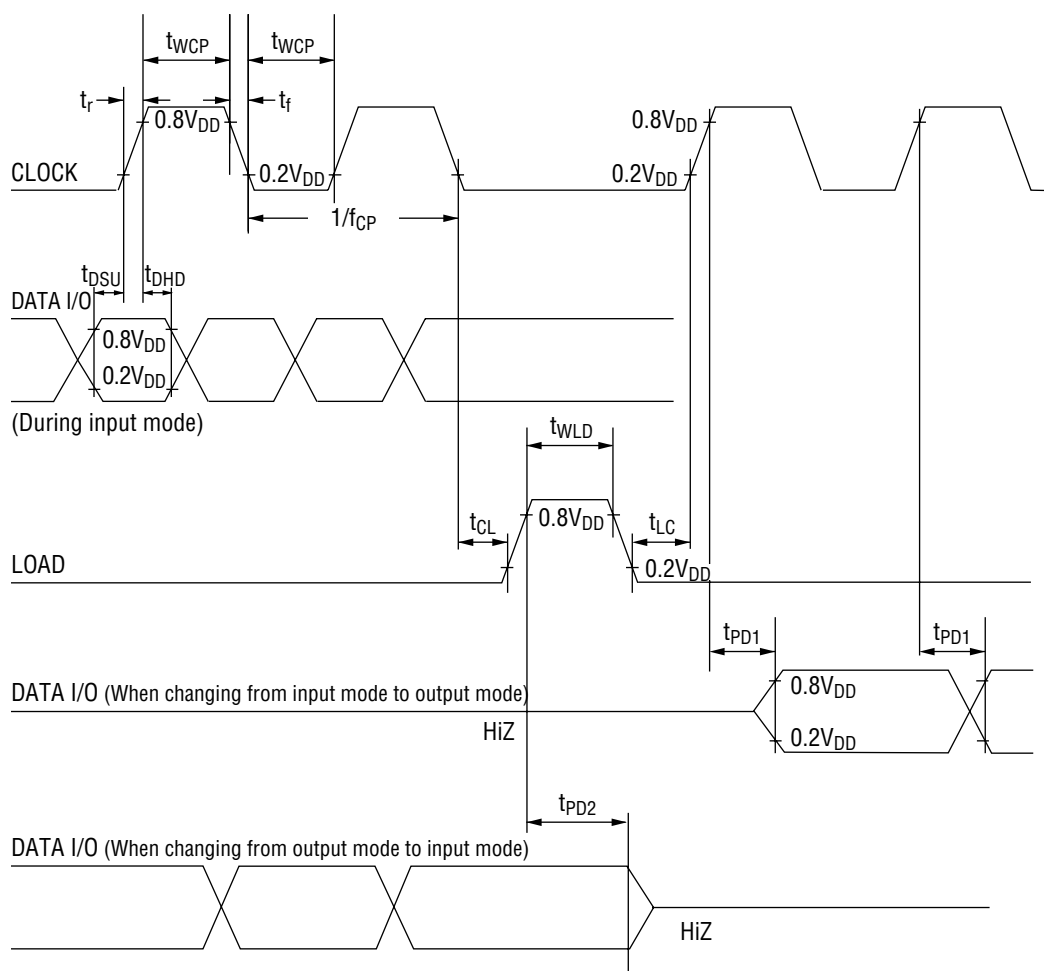 tWCP
tWCP
tr
tf
0.8VDD
0.8VDD
CLOCK
0.2VDD
0.2VDD
1/fCP
tDSU
tDHD
DATA I/O
0.8VDD
0.2VDD
(During input mode)
tWLD
tCL
0.8VDD
tLC
LOAD
0.2VDD
tPD1
tPD1
DATA I/O (When changing from input mode to output mode)
0.8VDD
HiZ
0.2VDD
tPD2
DATA I/O (When changing from output mode to input mode)
HiZ